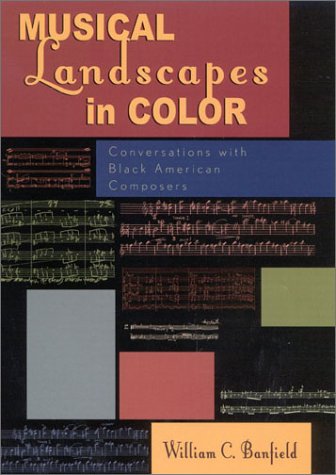 MUSICAL
Landscapes
in COLOR
Conversations with
Black American
Composers
William C. Banfield